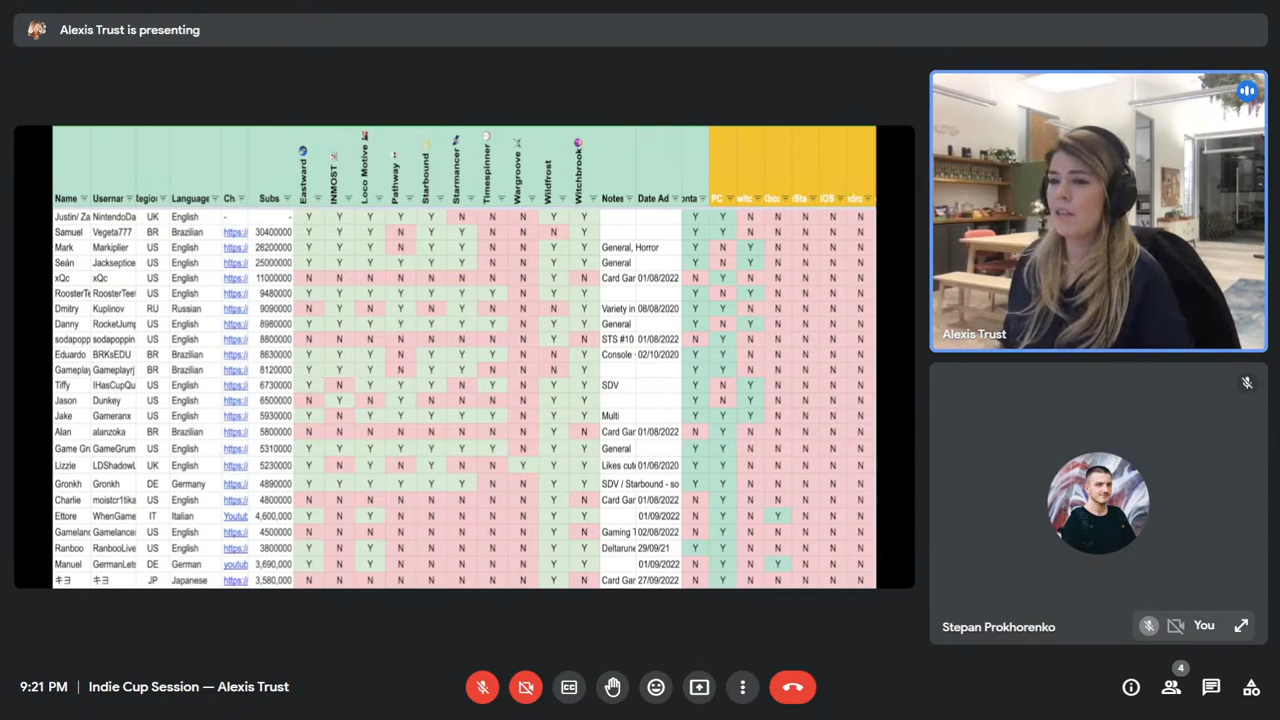 Alexis Trust is presenting
Name Usernar Language Subs Eastward INMOST Loco Motive Pathway Starbound Starmancer Timespinner Wargroove Wildfrost Witchbrook Notes Date Ad PC
Justin/ Za NintendoDa UK English - - Y Y Y Y Y N N N Y Y Y Y N N N N N
Samuel Vegeta777 BR Brazilian https:// 30400000 Y Y Y N Y Y N N N Y Y Y N N N N N
Mark Markiplier US English https:// 26200000 Y Y Y N Y Y N N Y Y General, Horror Y N Y N N N N
Seán Jackseptice US English https:// 25000000 Y Y Y Y Y Y N N Y Y General Y N Y N N N N
xQc xQc US English https:// 11000000 N N N N N N N N Y N Card Gar 01/08/2022 N Y N N N N N
RoosterTe RoosterTeet US English https:// 9480000 Y Y Y Y Y Y Y N Y Y Y N Y N N N N
Dmitry Kuplinov RU Russian https:// 9090000 N Y N Y N Y N N Y Y Variety in 08/08/2022 Y Y N N N N N
Danny RocketJump US English https:// 8980000 Y Y Y Y Y Y Y N Y Y General Y N Y N N N N
sodapopp sodapoppin US English https:// 8800000 N N N N N N N N Y N STS #10 01/08/2022 N Y N N N N N
Eduardo BRKsEDU BR Brazilian https:// 8630000 Y Y Y N Y Y Y N N Y Console 02/10/2020 Y Y N N N N N
Gameplay Gameplayrj BR Brazilian https:// 8120000 Y Y Y N Y Y N N N Y Y Y N N N N N
Tiffy IHasCupQu US English https:// 6730000 Y N Y Y Y N Y N Y Y SDV Y N Y N N N N
Jason Dunkey US English https:// 6500000 N Y N Y N N N N Y Y N Y N N N N N
Jake Gameranx US English https:// 5930000 Y N Y Y Y Y Y N Y Y Multi Y Y Y N N N N
Alan alanzoka BR Brazilian https:// 5800000 N N N N N N N N Y N Card Gar 01/08/2022 N Y N N N N N
Game Gr GameGrum US English https:// 5310000 Y Y Y Y Y Y Y N Y Y General Y Y N N N N N
Lizzie LDShadowL UK English https:// 5230000 Y N Y N Y N N Y Y Y Likes cut 01/06/2020 N Y N N N N N
Gronkh Gronkh DE Germany https:// 4890000 Y Y Y Y Y Y N N Y Y SDV / Starbound - so Y Y N N N N N
Charlie moistcr1tika US English https:// 4800000 N N N N N N N N Y N Card Gar 01/08/2022 N Y N N N N N
Ettore WhenGame IT Italian Youtub 4,600,000 Y N Y N N N N N Y Y 01/09/2022 N Y N Y N N N
Gameland Gamelancer US English https:// 4500000 N N N N N N N N Y N Gaming 02/08/2022 N Y N N N N N
Ranboo RanbooLive US English https:// 3800000 Y N Y N N N N N Y Y Deltarune 29/09/21 Y Y N N N N N
Manuel GermanLets DE German youtub 3,690,000 Y N Y N N N N N Y Y 01/09/2022 N Y N Y N N N
キヨ キヨ JP Japanese https:// 3,580,000 N N N N N N N N Y N Card Gar 27/09/2022 N Y N N N N N
Alexis Trust
Stepan Prokhorenko
You
9:21 PM | Indie Cup Session — Alexis Trust
4